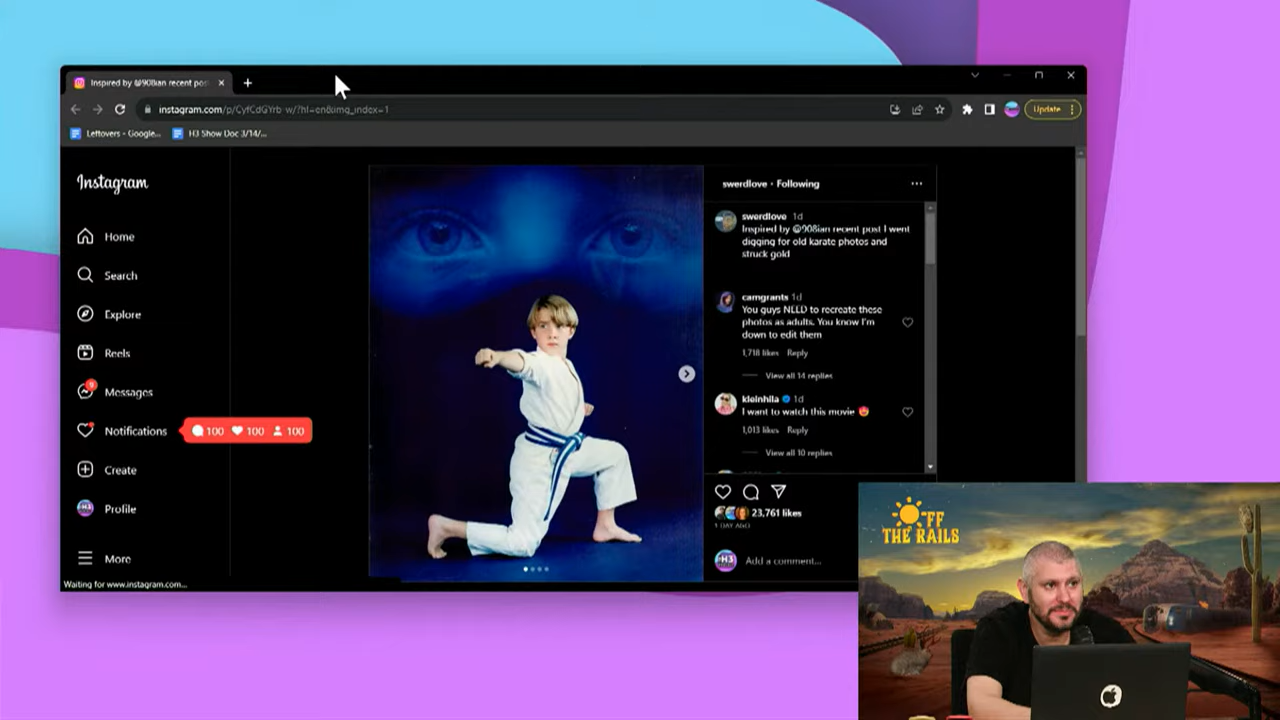 Inspired by @908ian recent pos
instagram.com/p/CyfCdGYrb-w/?hl=en&img_index=1
Update
Leftovers - Google...
H3 Show Doc 3/14/...
Instagram
Home
Search
Explore
Reels
9
Messages
Notifications
100 100 100
Create
H3
Profile
More
Waiting for www.instagram.com...
swerdlove • Following
swerdlove 1d
Inspired by @908ian recent post I went
digging for old karate photos and
struck gold
camgrants 1d
You guys NEED to recreate these
photos as adults. You know I'm
down to edit them
1,718 likes Reply
View all 14 replies
kleinhila 1d
I want to watch this movie 😍
1,013 likes Reply
View all 10 replies
23,761 likes
1 DAY AGO
H3
Add a comment...
OFF
THE RAILS